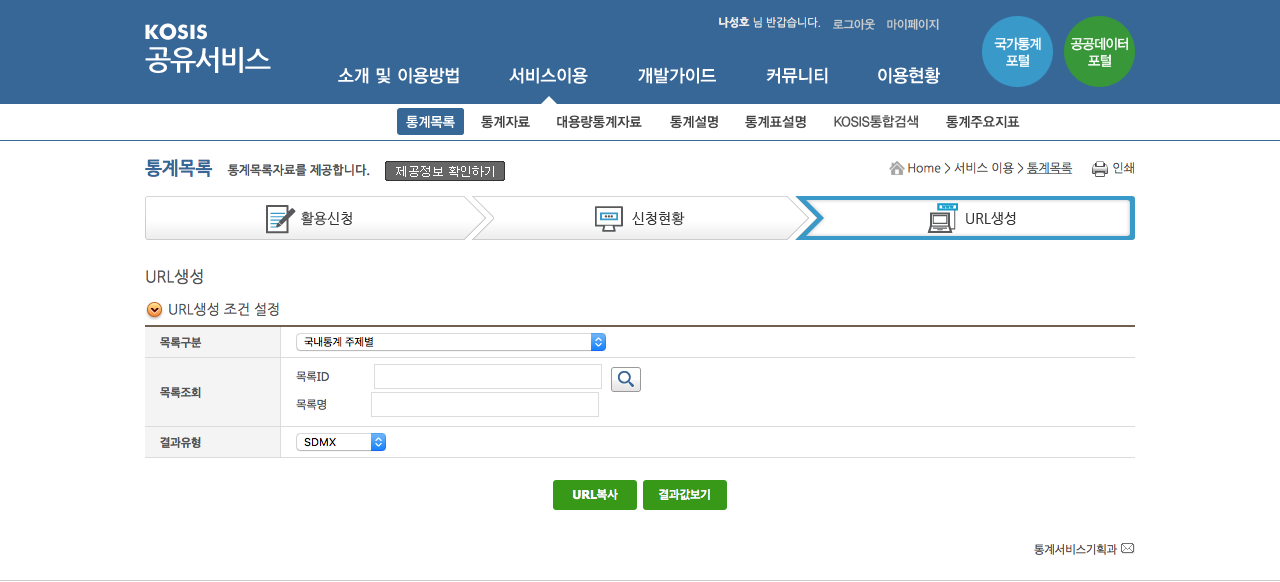 KOSIS
공유서비스
나성호 님 반갑습니다. 로그아웃 마이페이지
국가통계
포털
공공데이터
포털
소개 및 이용방법 서비스이용 개발가이드 커뮤니티 이용현황
통계목록 통계자료 대용량통계자료 통계설명 통계표설명 KOSIS통합검색 통계주요지표
통계목록 통계목록자료를 제공합니다. 제공정보 확인하기
Home > 서비스 이용 > 통계목록 인쇄
활용신청 신청현황 URL생성
URL생성
URL생성 조건 설정
목록구분 국내통계 주제별
목록조회
목록ID
목록명
결과유형 SDMX
URL복사 결과값보기
통계서비스기획과